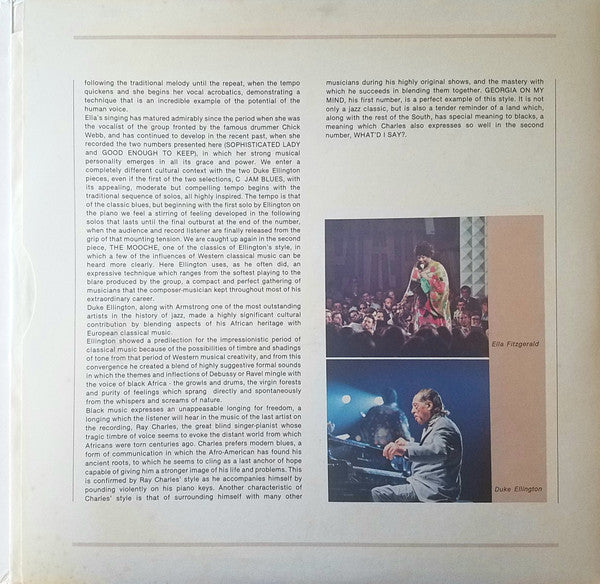 following the traditional melody until the repeat, when the tempo
quickens and she begins her vocal acrobatics, demonstrating a
technique that is an incredible example of the potential of the
human voice.
Ella's singing has matured admirably since the period when she was
the vocalist of the group fronted by the famous drummer Chick
Webb, and has continued to develop in the recent past, when she
recorded the two numbers presented here (SOPHISTICATED LADY
and GOOD ENOUGH TO KEEP), in which her strong musical
personality emerges in all its grace and power. We enter a
completely different cultural context with the two Duke Ellington
pieces, even if the first of the two selections, C JAM BLUES, with
its appealing, moderate but compelling tempo begins with the
traditional sequence of solos, all highly inspired. The tempo is that
of the classic blues, but beginning with the first solo by Ellington on
the piano we feel a stirring of feeling developed in the following
solos that lasts until the final outburst at the end of the number,
when the audience and record listener are finally released from the
grip of that mounting tension. We are caught up again in the second
piece, THE MOOCHE, one of the classics of Ellington's style, in
which a few of the influences of Western classical music can be
heard more clearly. Here Ellington uses, as he often did, an
expressive technique which ranges from the softest playing to the
blare produced by the group, a compact and perfect gathering of
musicians that the composer-musician kept throughout most of his
extraordinary career.
Duke Ellington, along with Armstrong one of the most outstanding
artists in the history of jazz, made a highly significant cultural
contribution by blending aspects of his African heritage with
European classical music.
Ellington showed a predilection for the impressionistic period of
classical music because of the possibilities of timbre and shadings
of tone from that period of Western musical creativity, and from this
convergence he created a blend of highly suggestive formal sounds
in which the themes and inflections of Debussy or Ravel mingle with
the voice of black Africa - the growls and drums, the virgin forests
and purity of feelings which sprang directly and spontaneously
from the whispers and screams of nature.
Black music expresses an unappeasable longing for freedom, a
longing which the listener will hear in the music of the last artist on
the recording, Ray Charles, the great blind singer-pianist whose
tragic timbre of voice seems to evoke the distant world from which
Africans were torn centuries ago. Charles prefers modern blues, a
form of communication in which the Afro-American has found his
ancient roots, to which he seems to cling as a last anchor of hope
capable of giving him a stronger image of his life and problems. This
is confirmed by Ray Charles' style as he accompanies himself by
pounding violently on his piano keys. Another characteristic of
Charles' style is that of surrounding himself with many other
musicians during his highly original shows, and the mastery with
which he succeeds in blending them together. GEORGIA ON MY
MIND, his first number, is a perfect example of this style. It is not
only a jazz classic, but is also a tender reminder of a land which,
along with the rest of the South, has special meaning to blacks, a
meaning which Charles also expresses so well in the second
number, WHAT'D I SAY?.
Ella Fitzgerald
Duke Ellington